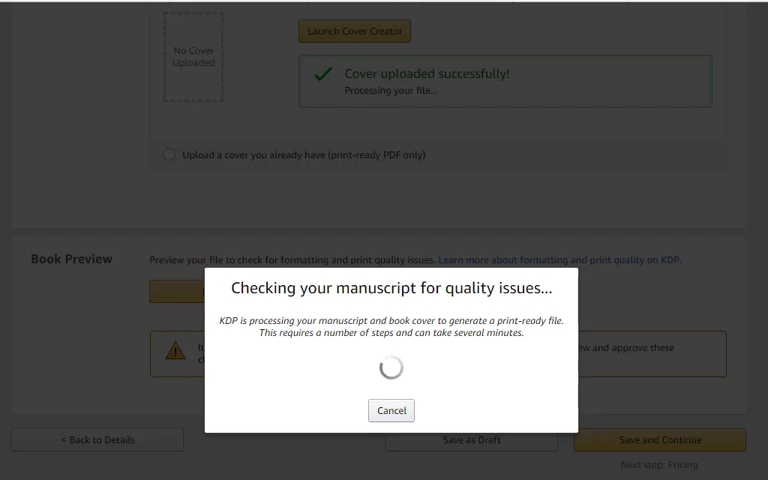 Launch Cover Creator
No Cover
Uploaded
Cover uploaded successfully!
Processing your file...
Upload a cover you already have (print-ready PDF only)
Book Preview
Preview your file to check for formatting and print quality issues. Learn more about formatting and print quality on KDP.
Checking your manuscript for quality issues...
KDP is processing your manuscript and book cover to generate a print-ready file.
This requires a number of steps and can take several minutes.
It
and approve these
Cancel
< Back to Details
Save as Draft
Save and Continue
Next step: Pricing